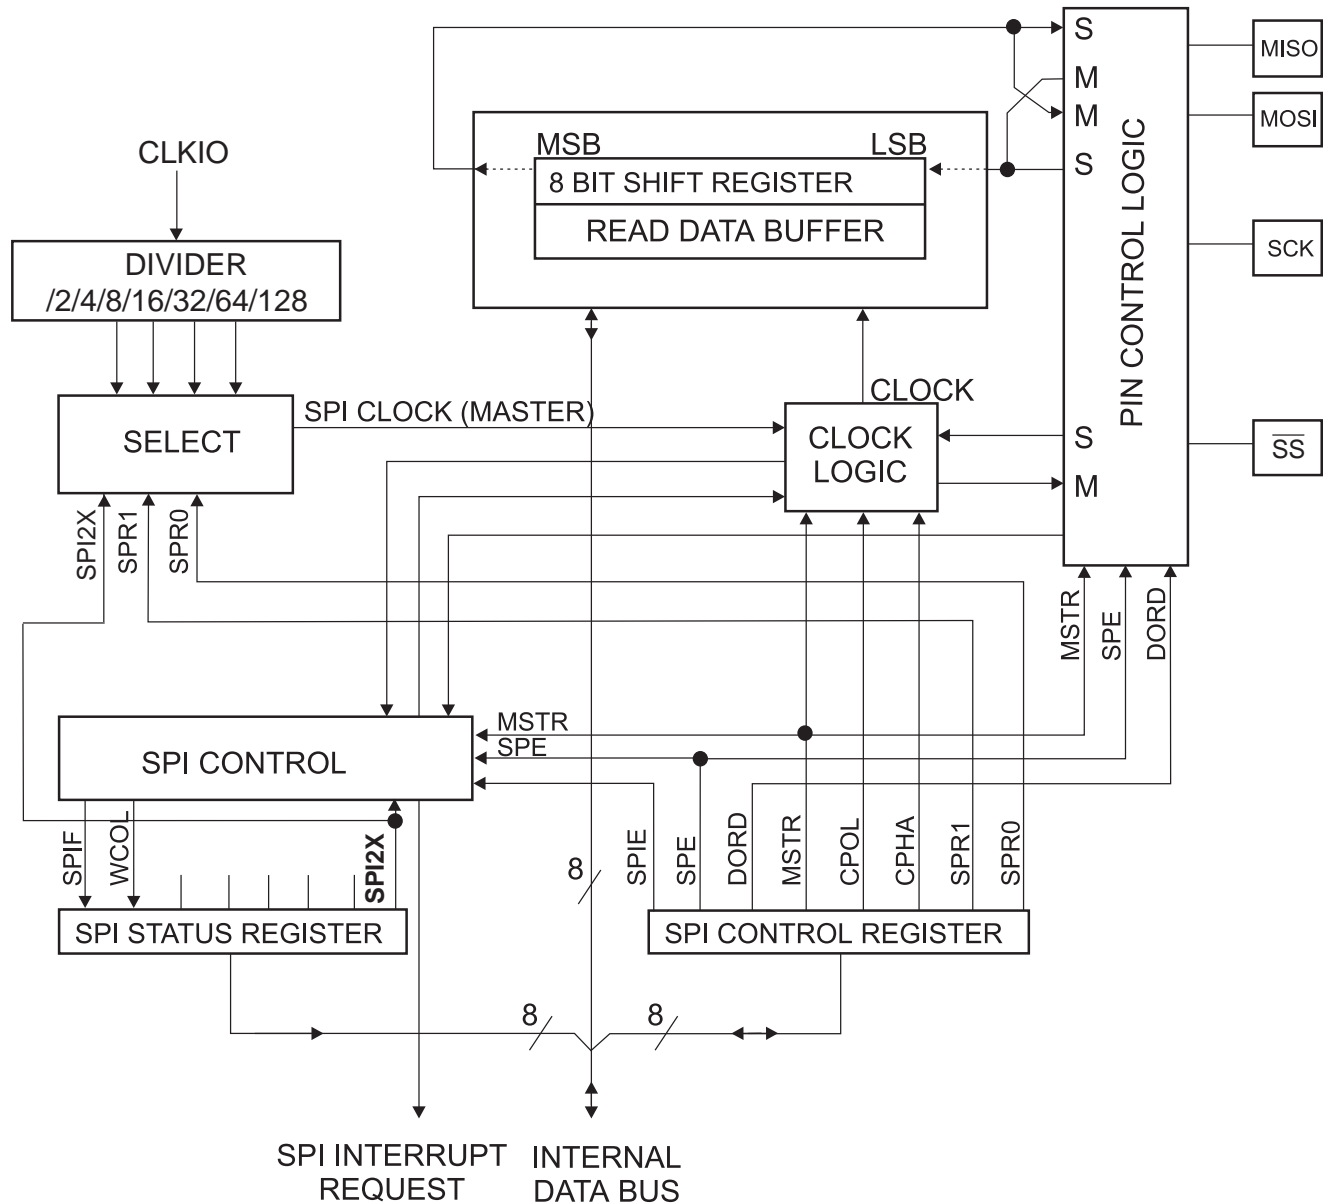 S
MISO
M
M
MOSI
MSB
LSB
CLKIO
S
8 BIT SHIFT REGISTER
READ DATA BUFFER
PIN CONTROL LOGIC
DIVIDER
/2/4/8/16/32/64/128
SCK
CLOCK
SPI CLOCK (MASTER)
SELECT
CLOCK
LOGIC
S
SS
M
SPI2X
SPR1
SPR0
MSTR
SPE
DORD
MSTR
SPE
SPI CONTROL
SPIF
WCOL
SPI2X
8
SPIE
SPE
DORD
MSTR
CPOL
CPHA
SPR1
SPR0
SPI STATUS REGISTER
SPI CONTROL REGISTER
8
8
SPI INTERRUPT
REQUEST
INTERNAL
DATA BUS